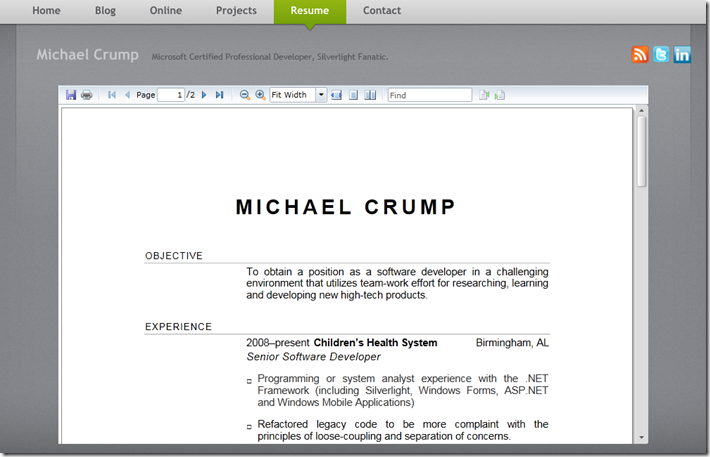 Home Blog Online Projects Resume Contact
Michael Crump Microsoft Certified Professional Developer, Silverlight Fanatic.
Page 1 /2 Fit Width Find
MICHAEL CRUMP
OBJECTIVE
To obtain a position as a software developer in a challenging
environment that utilizes team-work effort for researching, learning
and developing new high-tech products.
EXPERIENCE
2008–present Children's Health System Birmingham, AL
Senior Software Developer
Programming or system analyst experience with the .NET
Framework (including Silverlight, Windows Forms, ASP.NET
and Windows Mobile Applications)
Refactored legacy code to be more complaint with the
principles of loose-coupling and separation of concerns.